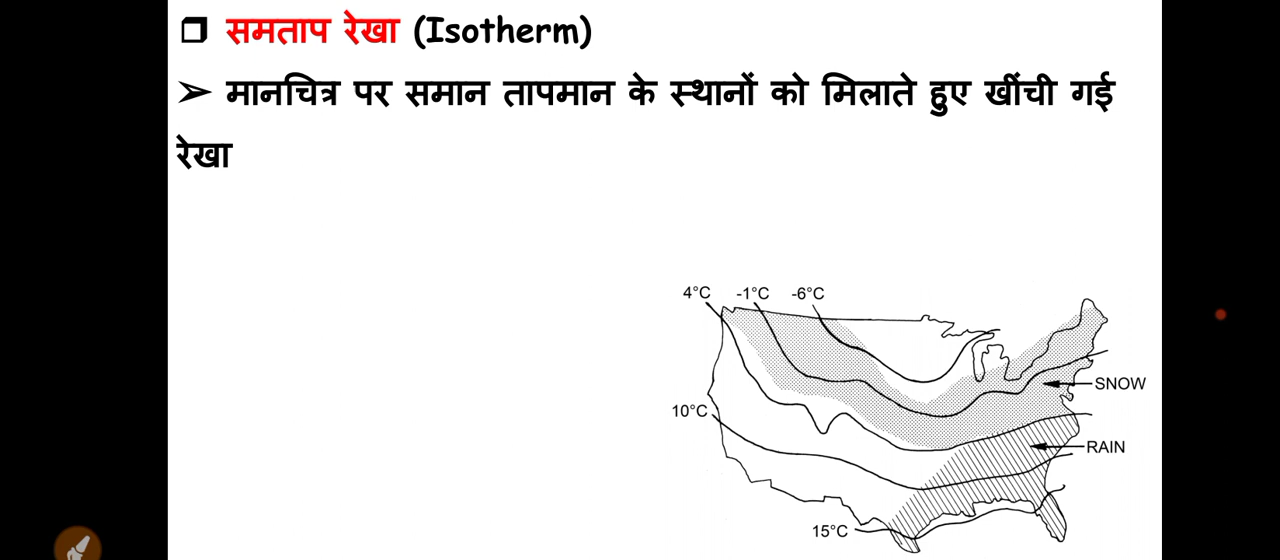 ❒ समताप रेखा (Isotherm)
➢ मानचित्र पर समान तापमान के स्थानों को मिलाते हुए खींची गई
रेखा
4°C -1°C -6°C
SNOW
10°C
RAIN
15°C